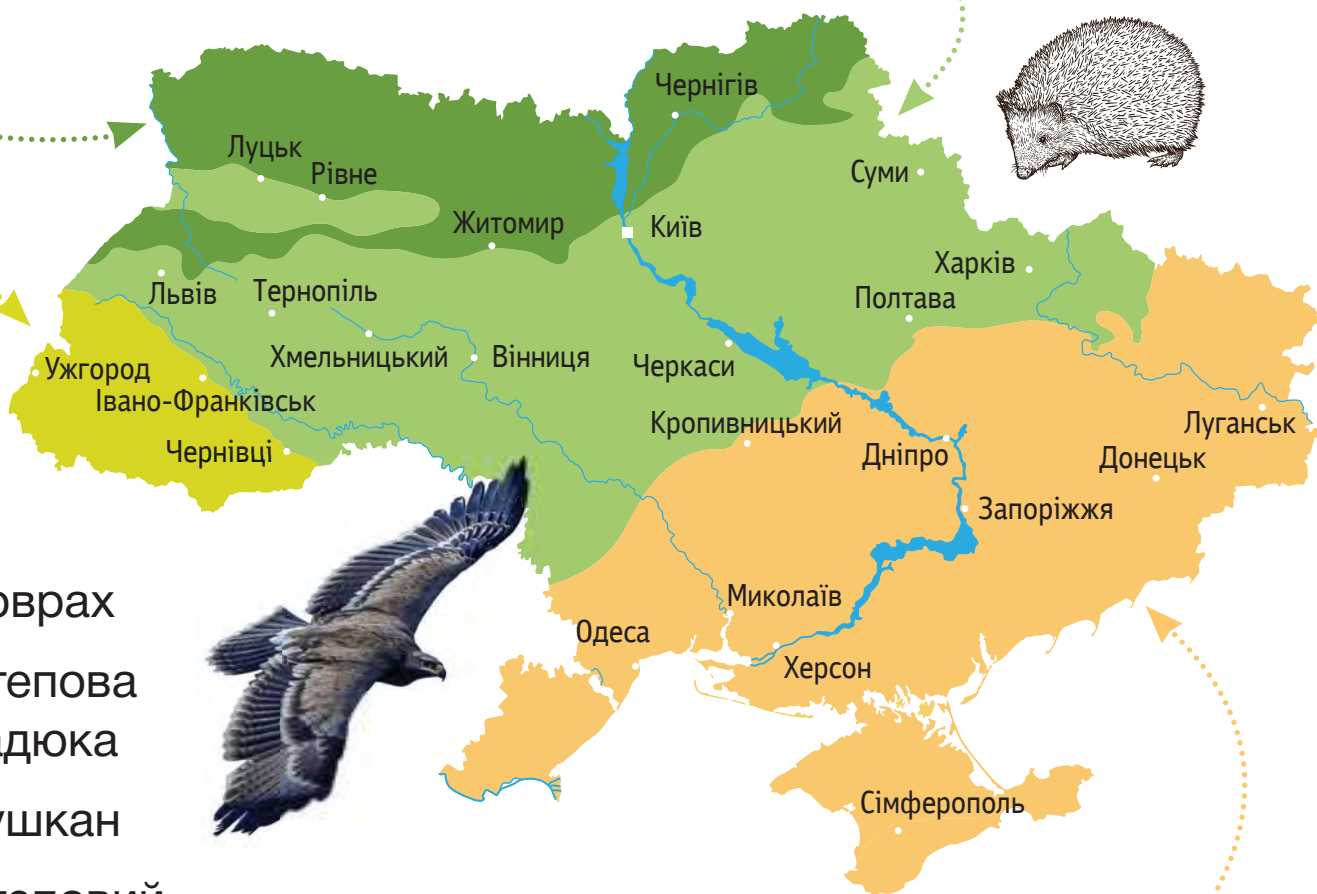 Чернігів
Луцьк
Рівне
Суми
Житомир
Київ
Харків
Львів
Тернопіль
Полтава
Хмельницький
Вінниця
Черкаси
Ужгород
Івано-Франківськ
Кропивницький
Луганськ
Чернівці
Дніпро
Донецьк
Запоріжжя
Миколаїв
Одеса
Херсон
Сімферополь
оврах
тепова
адюка
ушкан